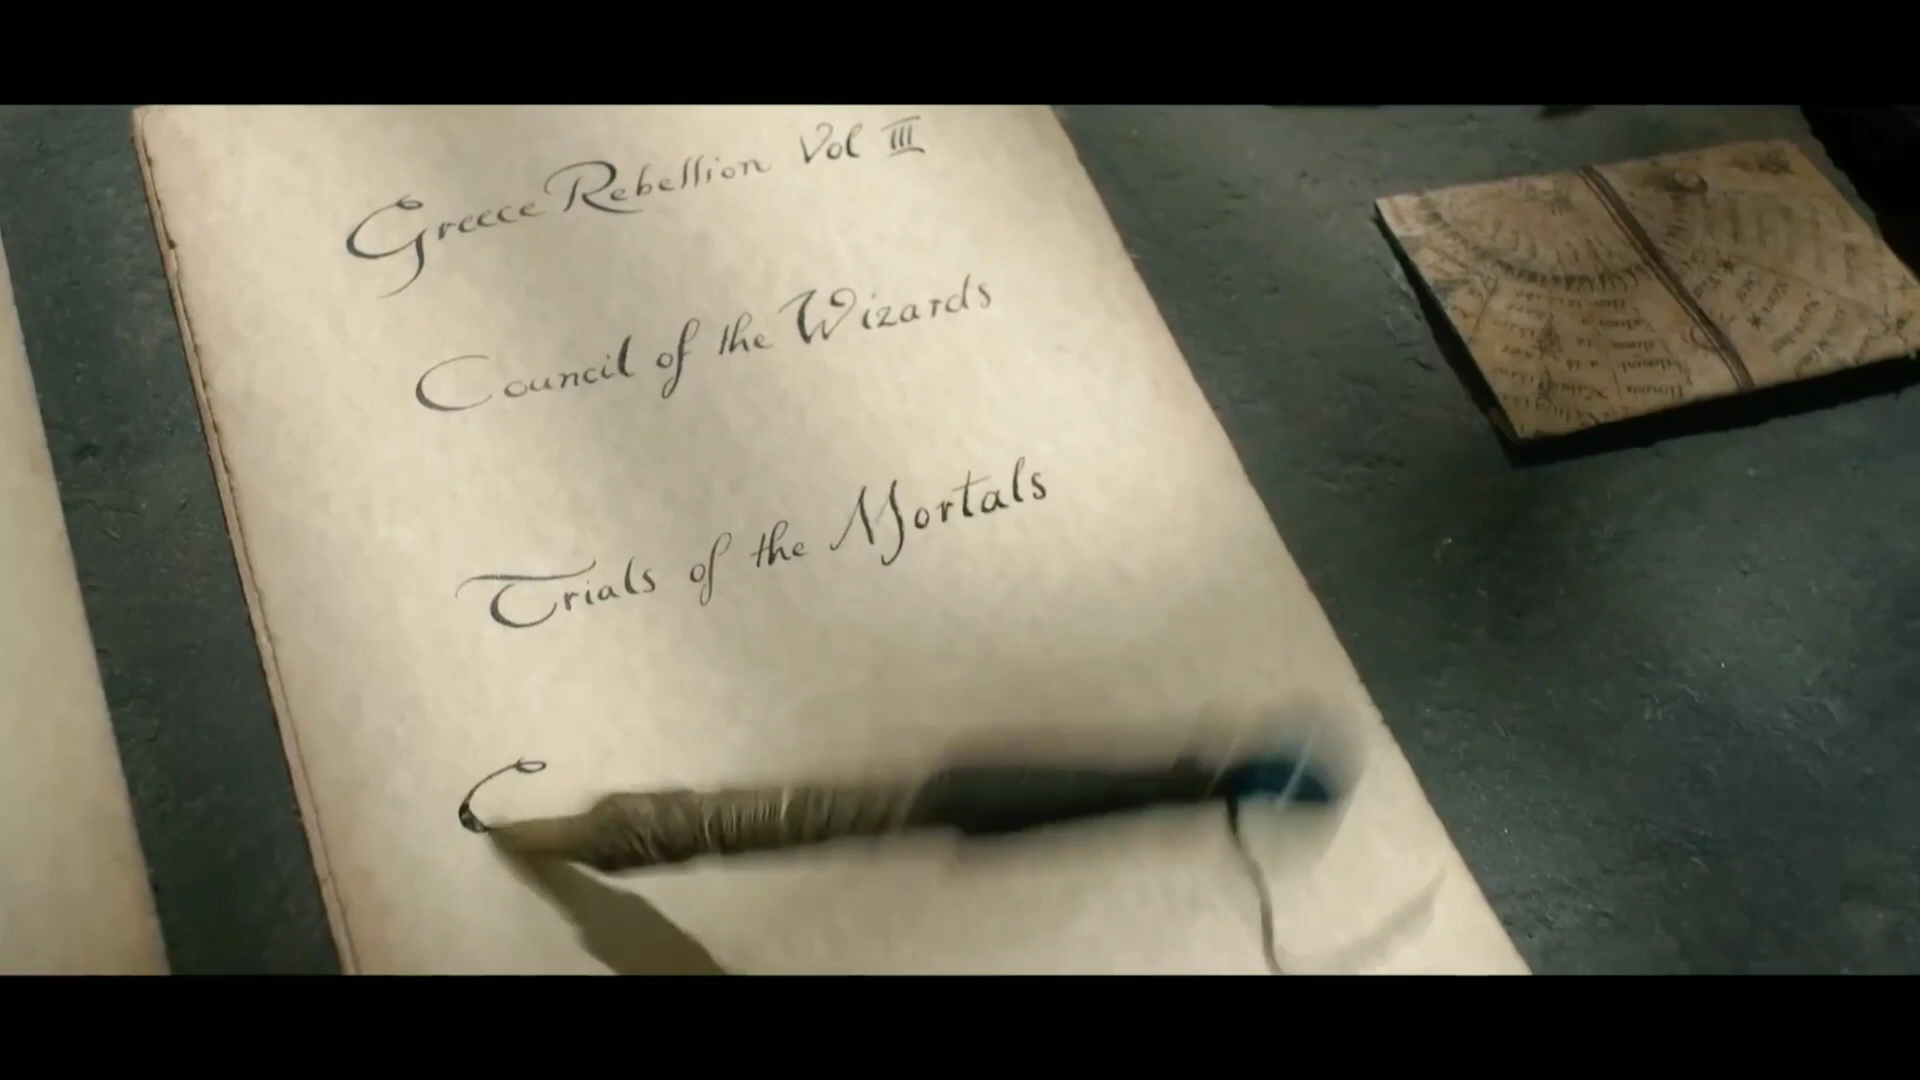 Greece Rebellion Vol III
Council of the Wizards
Trials of the Mortals
C